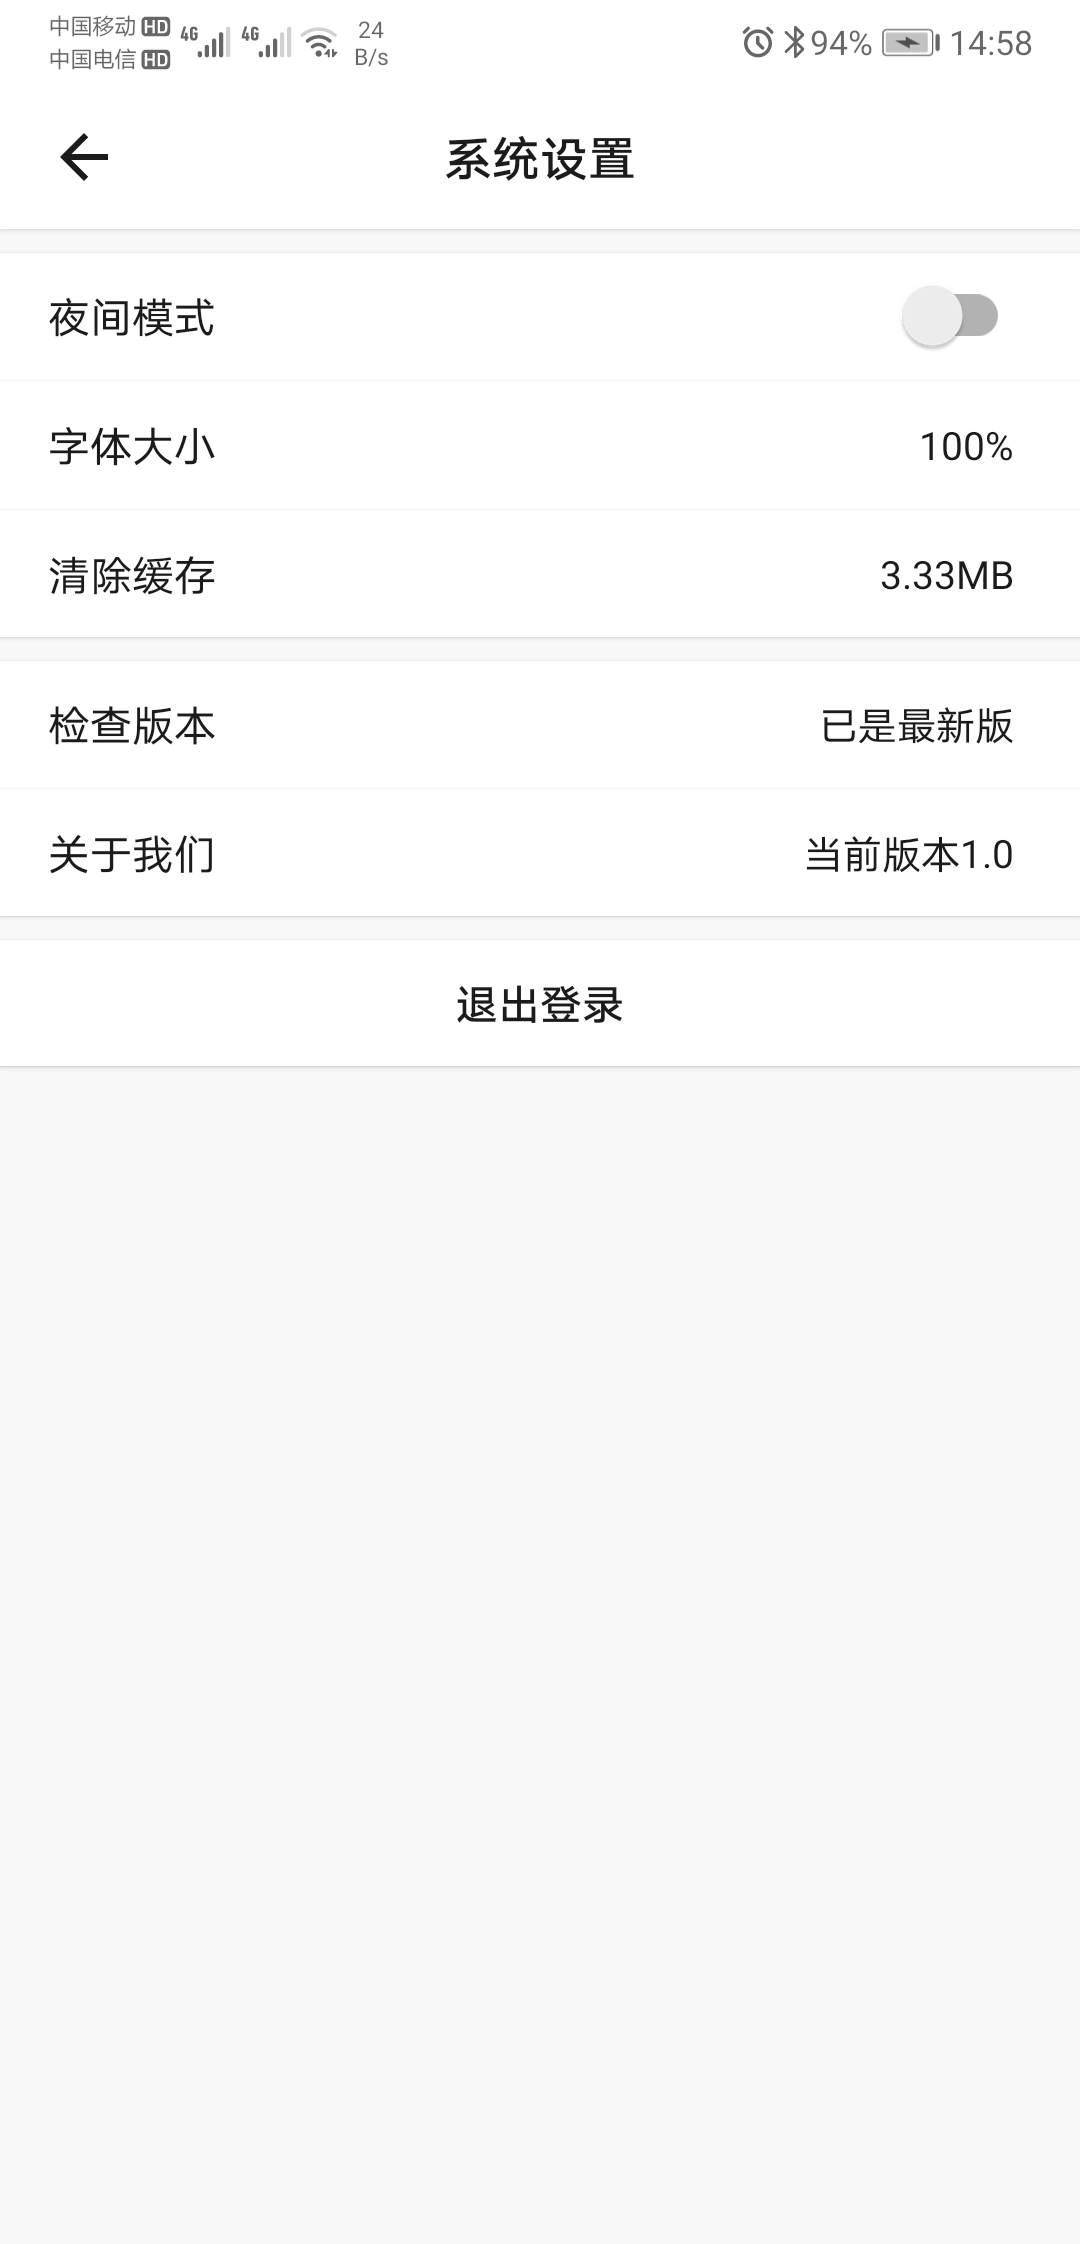 中国移动 HD 4G 4G 24 94% 14:58
中国电信 HD B/s
系统设置
夜间模式
字体大小 100%
清除缓存 3.33MB
检查版本 已是最新版
关于我们 当前版本1.0
退出登录